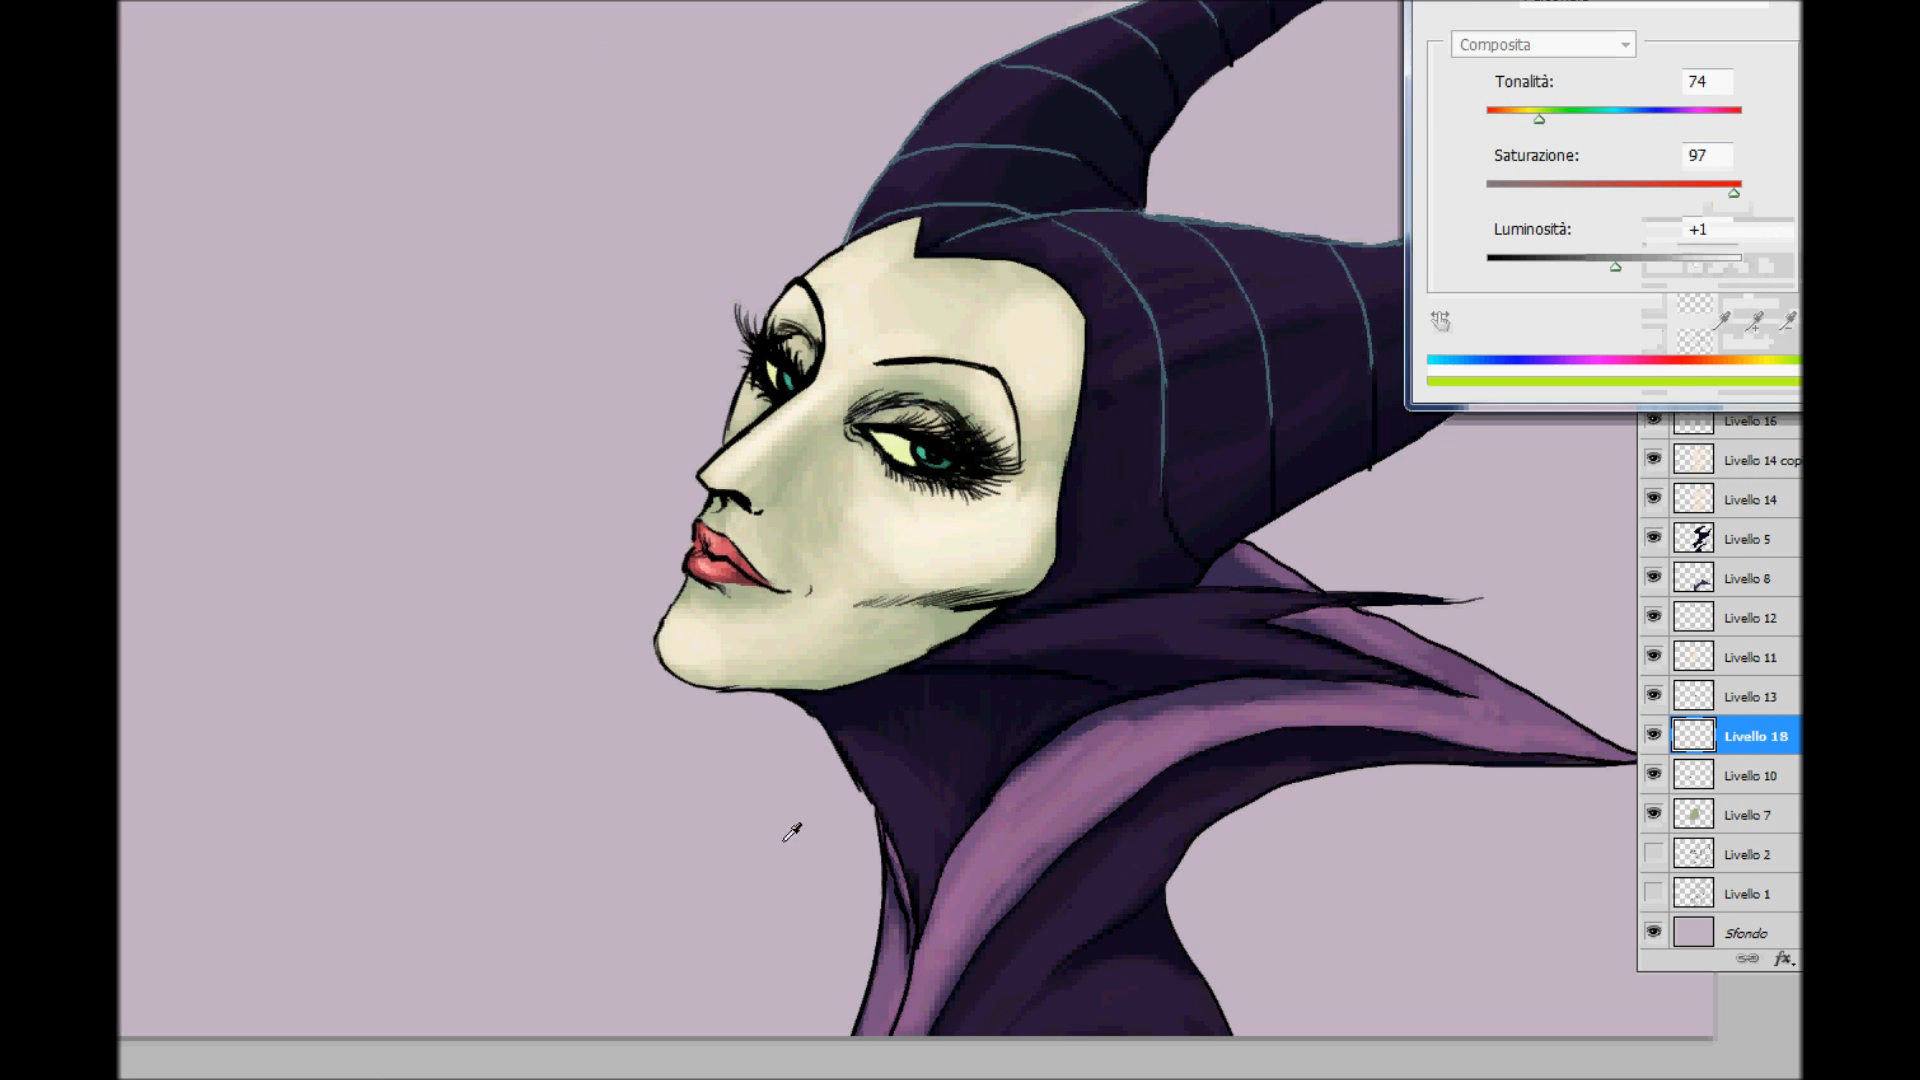 Composita
Tonalità:
74
Saturazione:
97
Luminosità:
+1
Livello 16
Livello 14 cop
Livello 14
Livello 5
Livello 8
Livello 12
Livello 11
Livello 13
Livello 18
Livello 10
Livello 7
Livello 2
Livello 1
Sfondo
fx